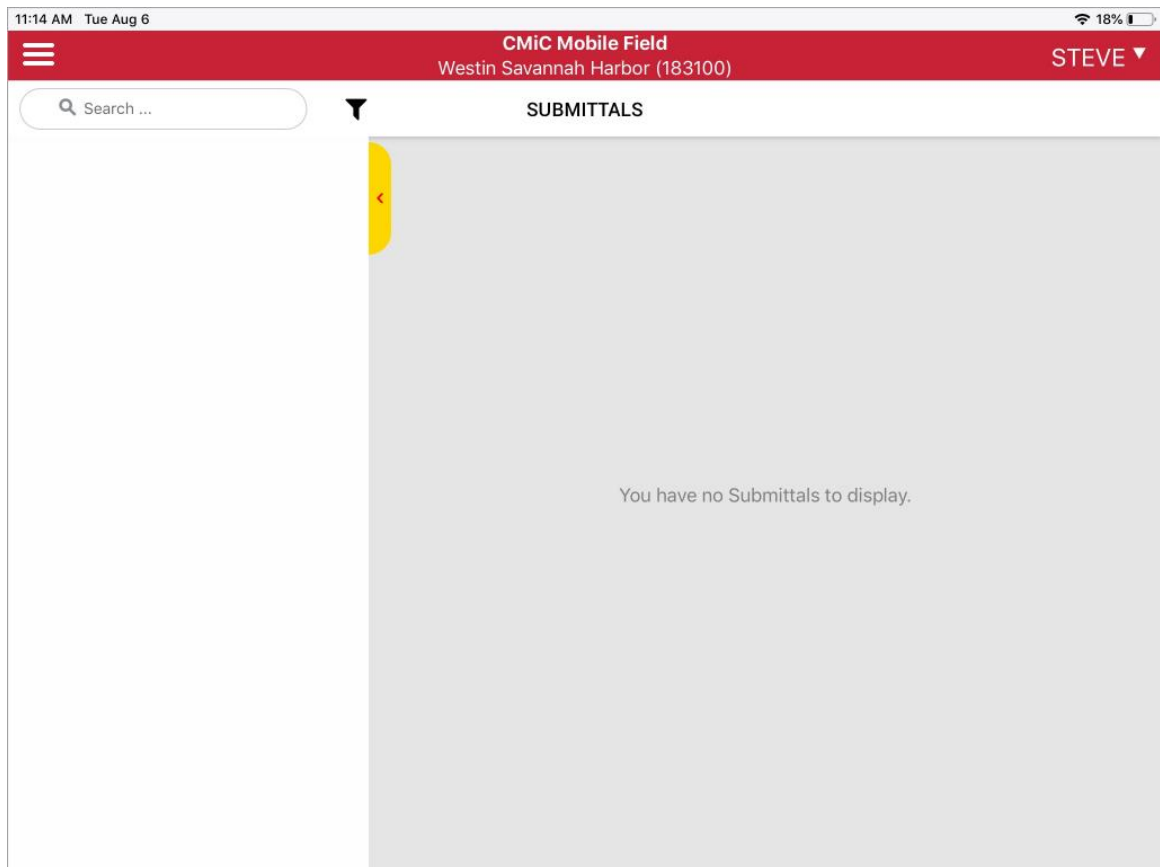 11:14 AM Tue Aug 6
18%
CMiC Mobile Field
Westin Savannah Harbor (183100)
STEVE
Search ...
SUBMITTALS
You have no Submittals to display.